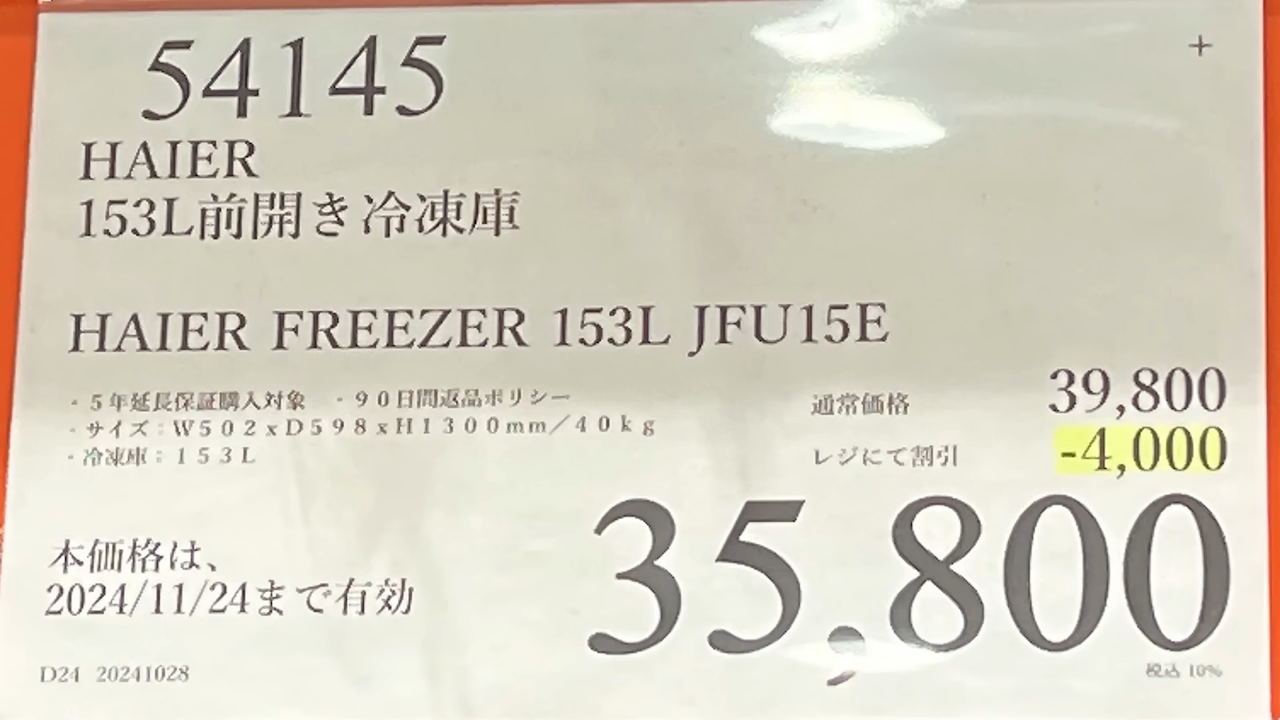 +
54145
HAIER
153L前開き冷凍庫
HAIER FREEZER 153L JFU15E
・５年延長保証購入対象　・９０日間返品ポリシー
・サイズ：Ｗ５０２ｘＤ５９８ｘＨ１３００ｍｍ／４０ｋｇ
・冷凍庫：１５３Ｌ
通常価格 39,800
レジにて割引 -4,000
35,800
本価格は、
2024/11/24まで有効
D24 20241028
税込 10%